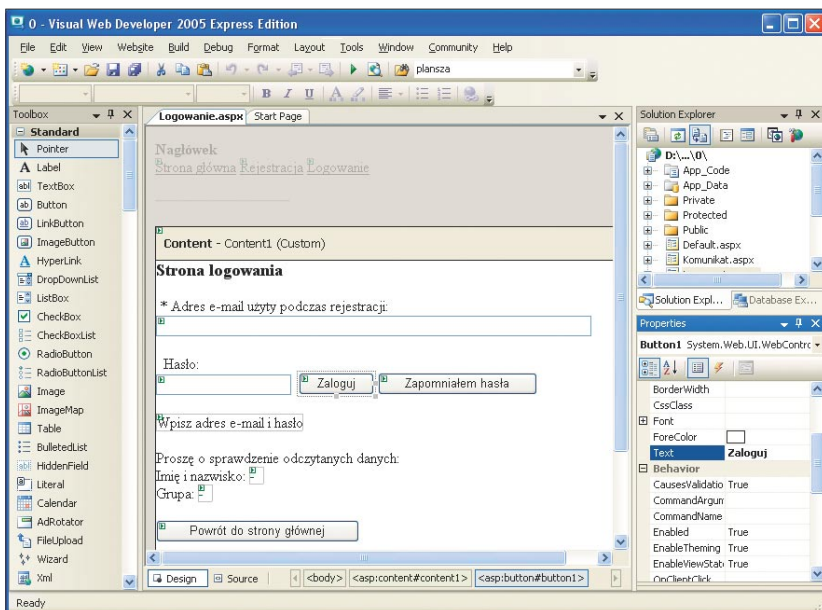 0 - Visual Web Developer 2005 Express Edition
File Edit View Website Build Debug Format Layout Tools Window Community Help
plansza
B I U A
Toolbox
Logowanie.aspx Start Page
Solution Explorer
Standard
Pointer
A Label
abl TextBox
ab Button
ab LinkButton
ImageButton
A HyperLink
DropDownList
ListBox
CheckBox
CheckBoxList
RadioButton
RadioButtonList
Image
ImageMap
Table
BulletedList
abl HiddenField
Literal
Calendar
AdRotator
FileUpload
Wizard
Xml
Nagłówek
Strona główna Rejestracja Logowanie
Content - Content1 (Custom)
Strona logowania
* Adres e-mail użyty podczas rejestracji:
Hasło:
Zaloguj Zapomniałem hasła
Wpisz adres e-mail i hasło
Proszę o sprawdzenie odczytanych danych:
Imię i nazwisko: -
Grupa: -
Powrót do strony głównej
Design Source <body> <asp:content#content1> <asp:button#button1>
D:\...\0\
App_Code
App_Data
Private
Protected
Public
Default.aspx
Komunikat.aspx
Solution Expl... Database Ex...
Properties
Button1 System.Web.UI.WebContrc
BorderWidth
CssClass
Font
ForeColor
Text Zaloguj
Behavior
CausesValidatio True
CommandArgum
CommandName
Enabled True
EnableTheming True
EnableViewStat True
OnClientClick
Ready